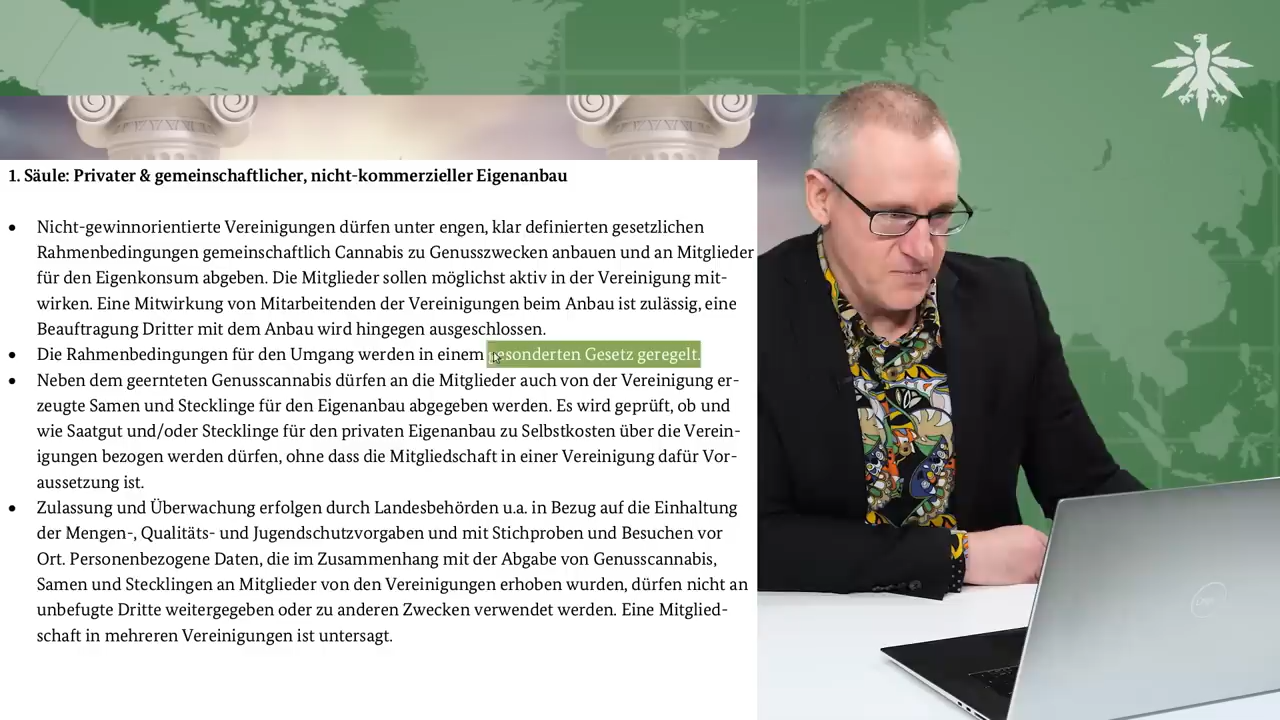 1. Säule: Privater & gemeinschaftlicher, nicht-kommerzieller Eigenanbau
• Nicht-gewinnorientierte Vereinigungen dürfen unter engen, klar definierten gesetzlichen
Rahmenbedingungen gemeinschaftlich Cannabis zu Genusszwecken anbauen und an Mitglieder
für den Eigenkonsum abgeben. Die Mitglieder sollen möglichst aktiv in der Vereinigung mit-
wirken. Eine Mitwirkung von Mitarbeitenden der Vereinigungen beim Anbau ist zulässig, eine
Beauftragung Dritter mit dem Anbau wird hingegen ausgeschlossen.
• Die Rahmenbedingungen für den Umgang werden in einem gesonderten Gesetz geregelt.
• Neben dem geernteten Genusscannabis dürfen an die Mitglieder auch von der Vereinigung er-
zeugte Samen und Stecklinge für den Eigenanbau abgegeben werden. Es wird geprüft, ob und
wie Saatgut und/oder Stecklinge für den privaten Eigenanbau zu Selbstkosten über die Verein-
igungen bezogen werden dürfen, ohne dass die Mitgliedschaft in einer Vereinigung dafür Vor-
aussetzung ist.
• Zulassung und Überwachung erfolgen durch Landesbehörden u.a. in Bezug auf die Einhaltung
der Mengen-, Qualitäts- und Jugendschutzvorgaben und mit Stichproben und Besuchen vor
Ort. Personenbezogene Daten, die im Zusammenhang mit der Abgabe von Genusscannabis,
Samen und Stecklingen an Mitglieder von den Vereinigungen erhoben wurden, dürfen nicht an
unbefugte Dritte weitergegeben oder zu anderen Zwecken verwendet werden. Eine Mitglied-
schaft in mehreren Vereinigungen ist untersagt.